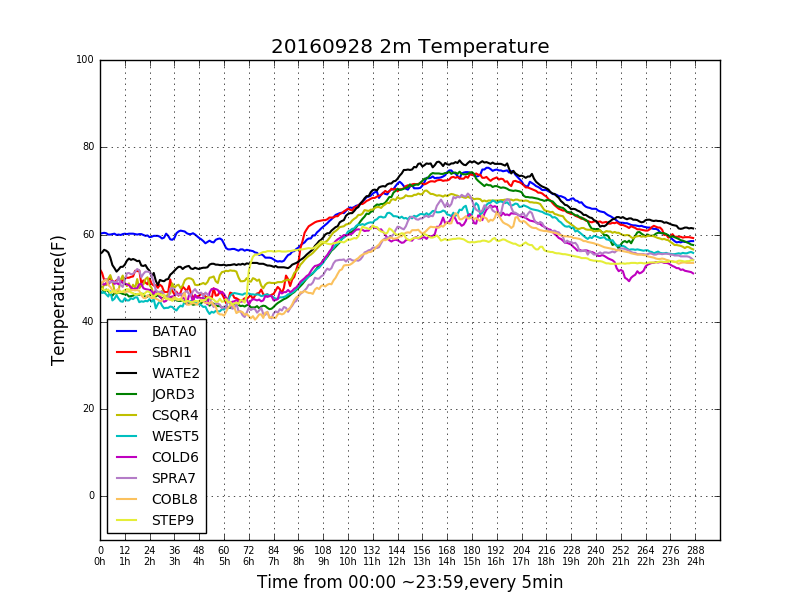 20160928 2m Temperature
Temperature(F)
100
80
60
40
20
0
BATA0
SBRI1
WATE2
JORD3
CSQR4
WEST5
COLD6
SPRA7
COBL8
STEP9
0 12 24 36 48 60 72 84 96 108 120 132 144 156 168 180 192 204 216 228 240 252 264 276 288
0h 1h 2h 3h 4h 5h 6h 7h 8h 9h 10h 11h 12h 13h 14h 15h 16h 17h 18h 19h 20h 21h 22h 23h 24h
Time from 00:00 ~23:59,every 5min